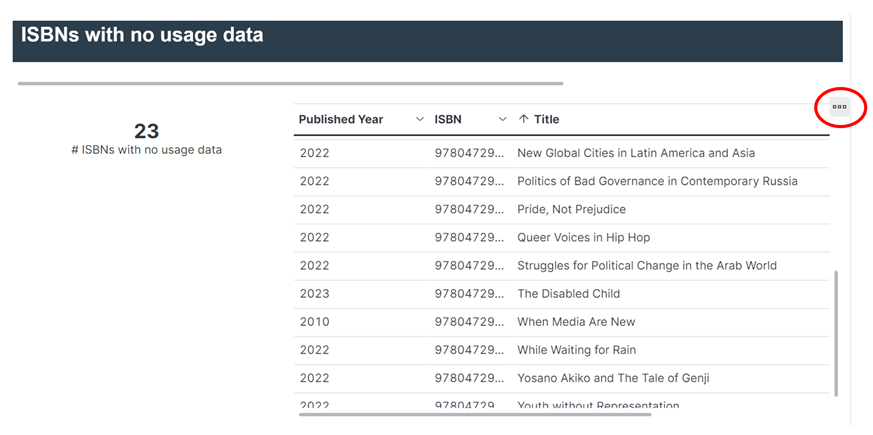 ISBNs with no usage data
23
# ISBNs with no usage data
Published Year ISBN Title
2022 97804729... New Global Cities in Latin America and Asia
2022 97804729... Politics of Bad Governance in Contemporary Russia
2022 97804729... Pride, Not Prejudice
2022 97804729... Queer Voices in Hip Hop
2022 97804729... Struggles for Political Change in the Arab World
2023 97804729... The Disabled Child
2010 97804729... When Media Are New
2022 97804729... While Waiting for Rain
2022 97804729... Yosano Akiko and The Tale of Genji
2022 97804729 Youth without Representation